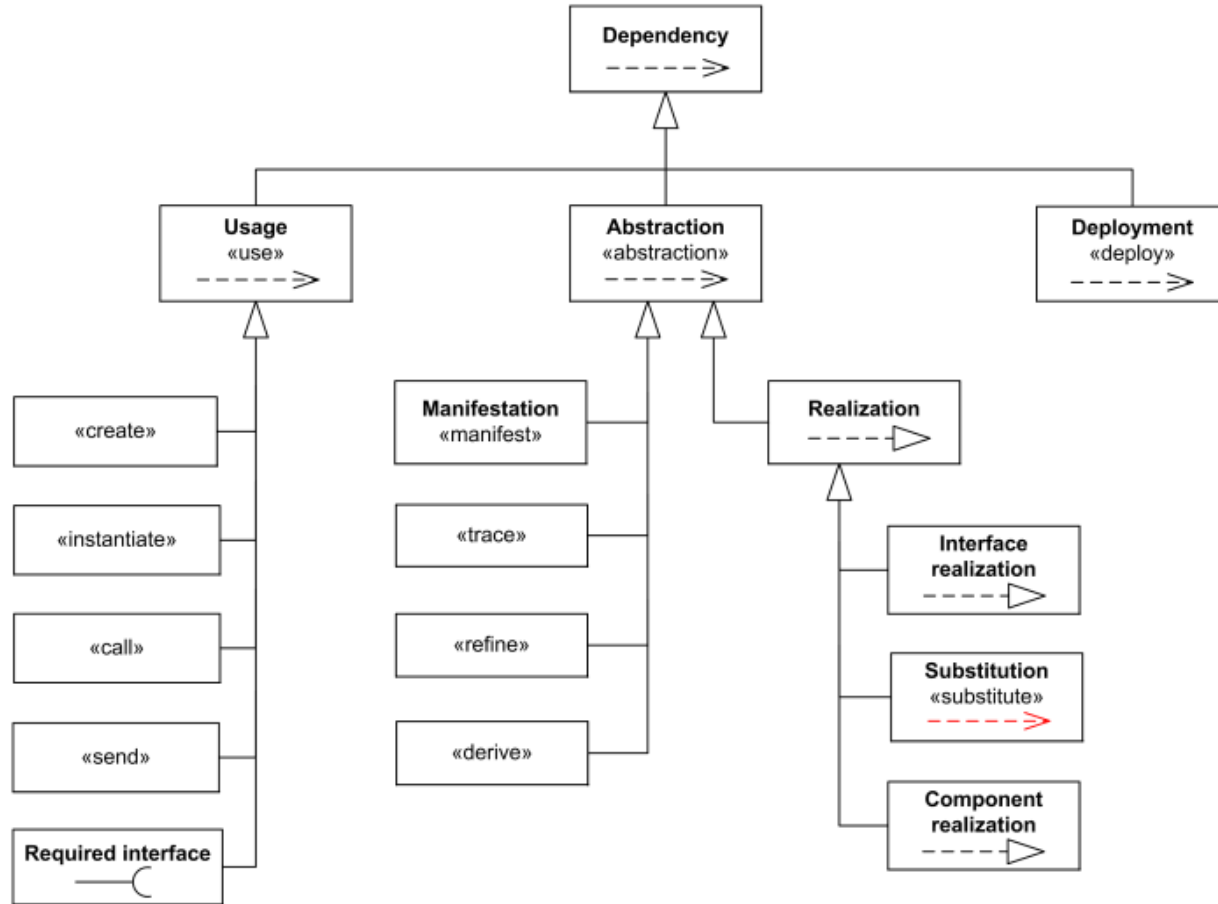 Dependency
Usage
«use»
Abstraction
«abstraction»
Deployment
«deploy»
«create»
«instantiate»
«call»
«send»
Required interface
Manifestation
«manifest»
«trace»
«refine»
«derive»
Realization
Interface
realization
Substitution
«substitute»
Component
realization